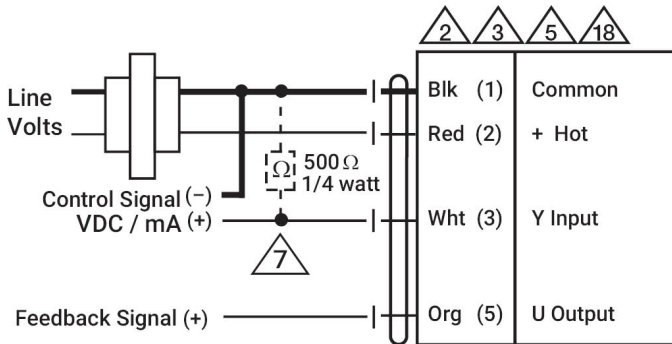 2 3 5 18
Line
Volts
Blk (1) Common
Red (2) + Hot
Ω 500 Ω
1/4 watt
Control Signal (−)
VDC / mA (+)
Wht (3) Y Input
7
Feedback Signal (+)
Org (5) U Output